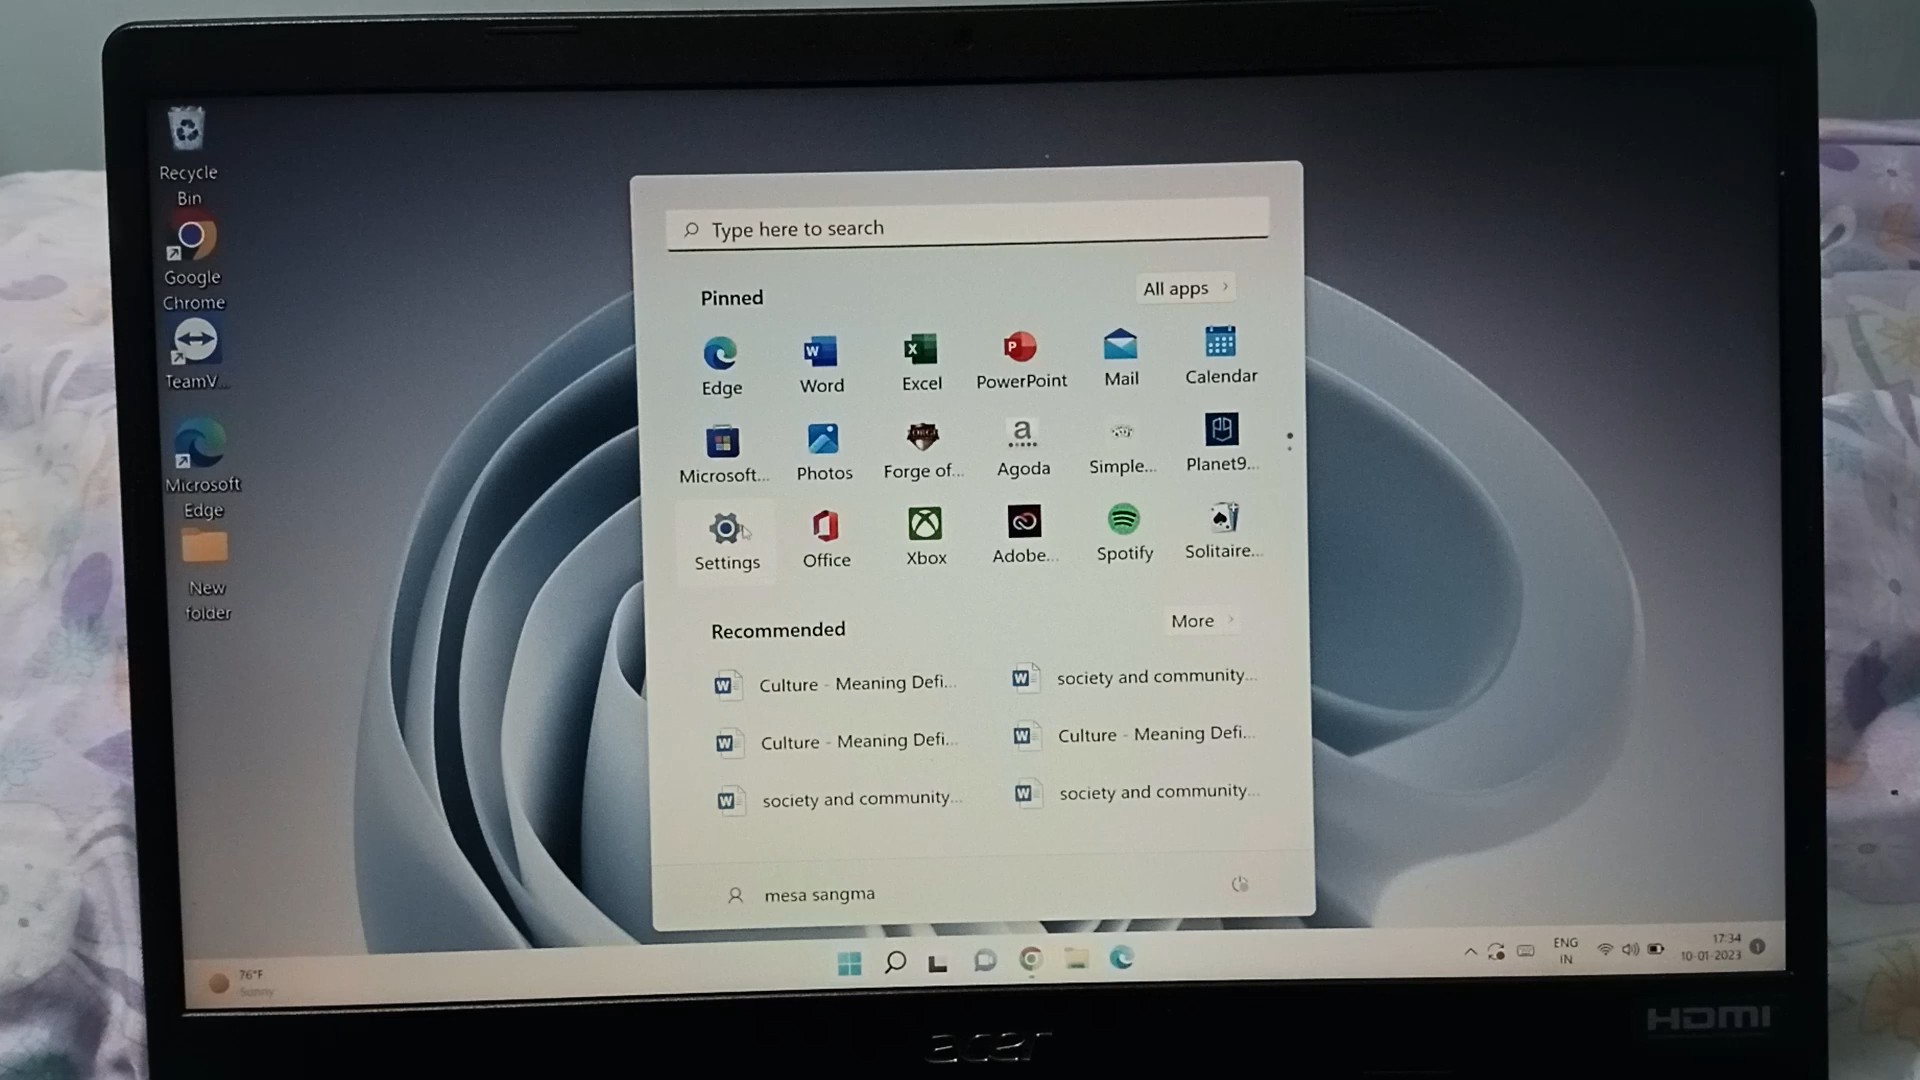 Recycle
Bin
Google
Chrome
TeamV...
Microsoft
Edge
New
folder
Type here to search
Pinned
All apps
Edge
Word
Excel
PowerPoint
Mail
Calendar
Microsoft...
Photos
Forge of...
Agoda
Simple...
Planet9...
Settings
Office
Xbox
Adobe...
Spotify
Solitaire...
Recommended
More
Culture - Meaning Defi...
society and community...
Culture - Meaning Defi...
Culture - Meaning Defi...
society and community...
society and community...
mesa sangma
76°F
Sunny
ENG
IN
17:34
10-01-2023
1
acer
HDMI